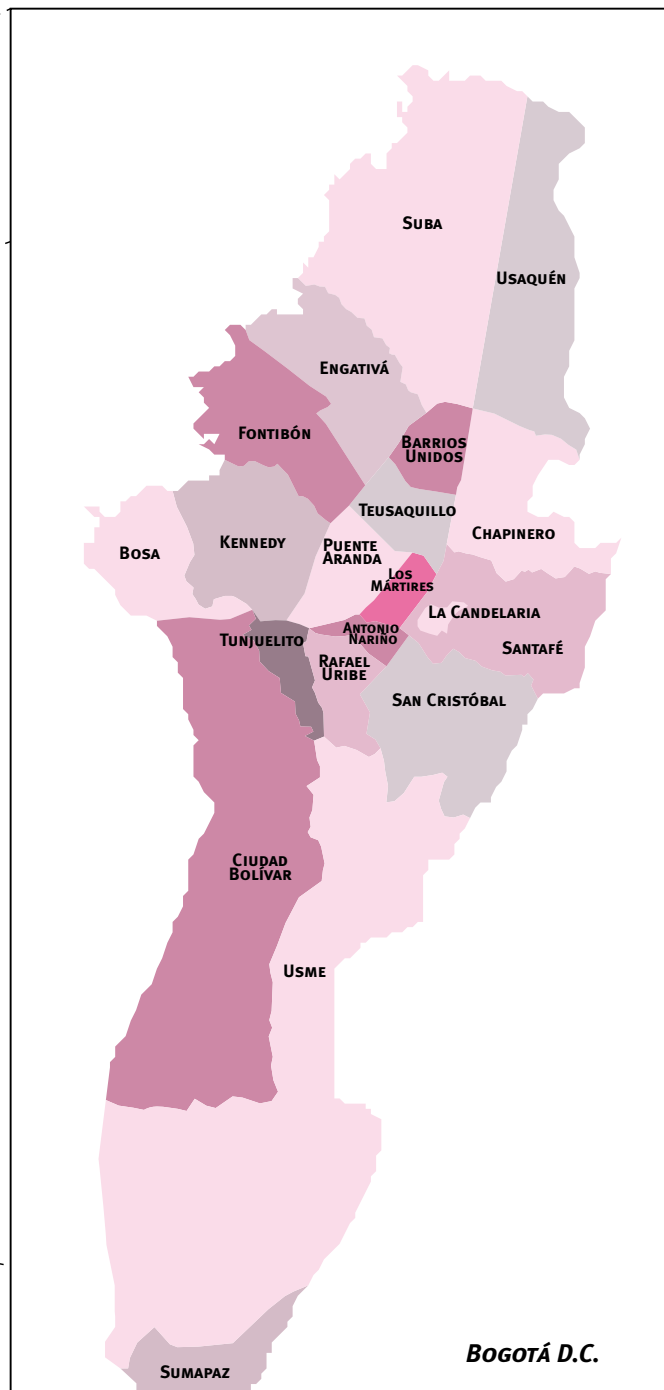 SUBA
USAQUÉN
ENGATIVÁ
FONTIBÓN
BARRIOS
UNIDOS
TEUSAQUILLO
CHAPINERO
KENNEDY
PUENTE
ARANDA
BOSA
LOS
MÁRTIRES
LA CANDELARIA
ANTONIO
NARIÑO
TUNJUELITO
SANTAFÉ
RAFAEL
URIBE
SAN CRISTÓBAL
CIUDAD
BOLÍVAR
USME
BOGOTÁ D.C.
SUMAPAZ